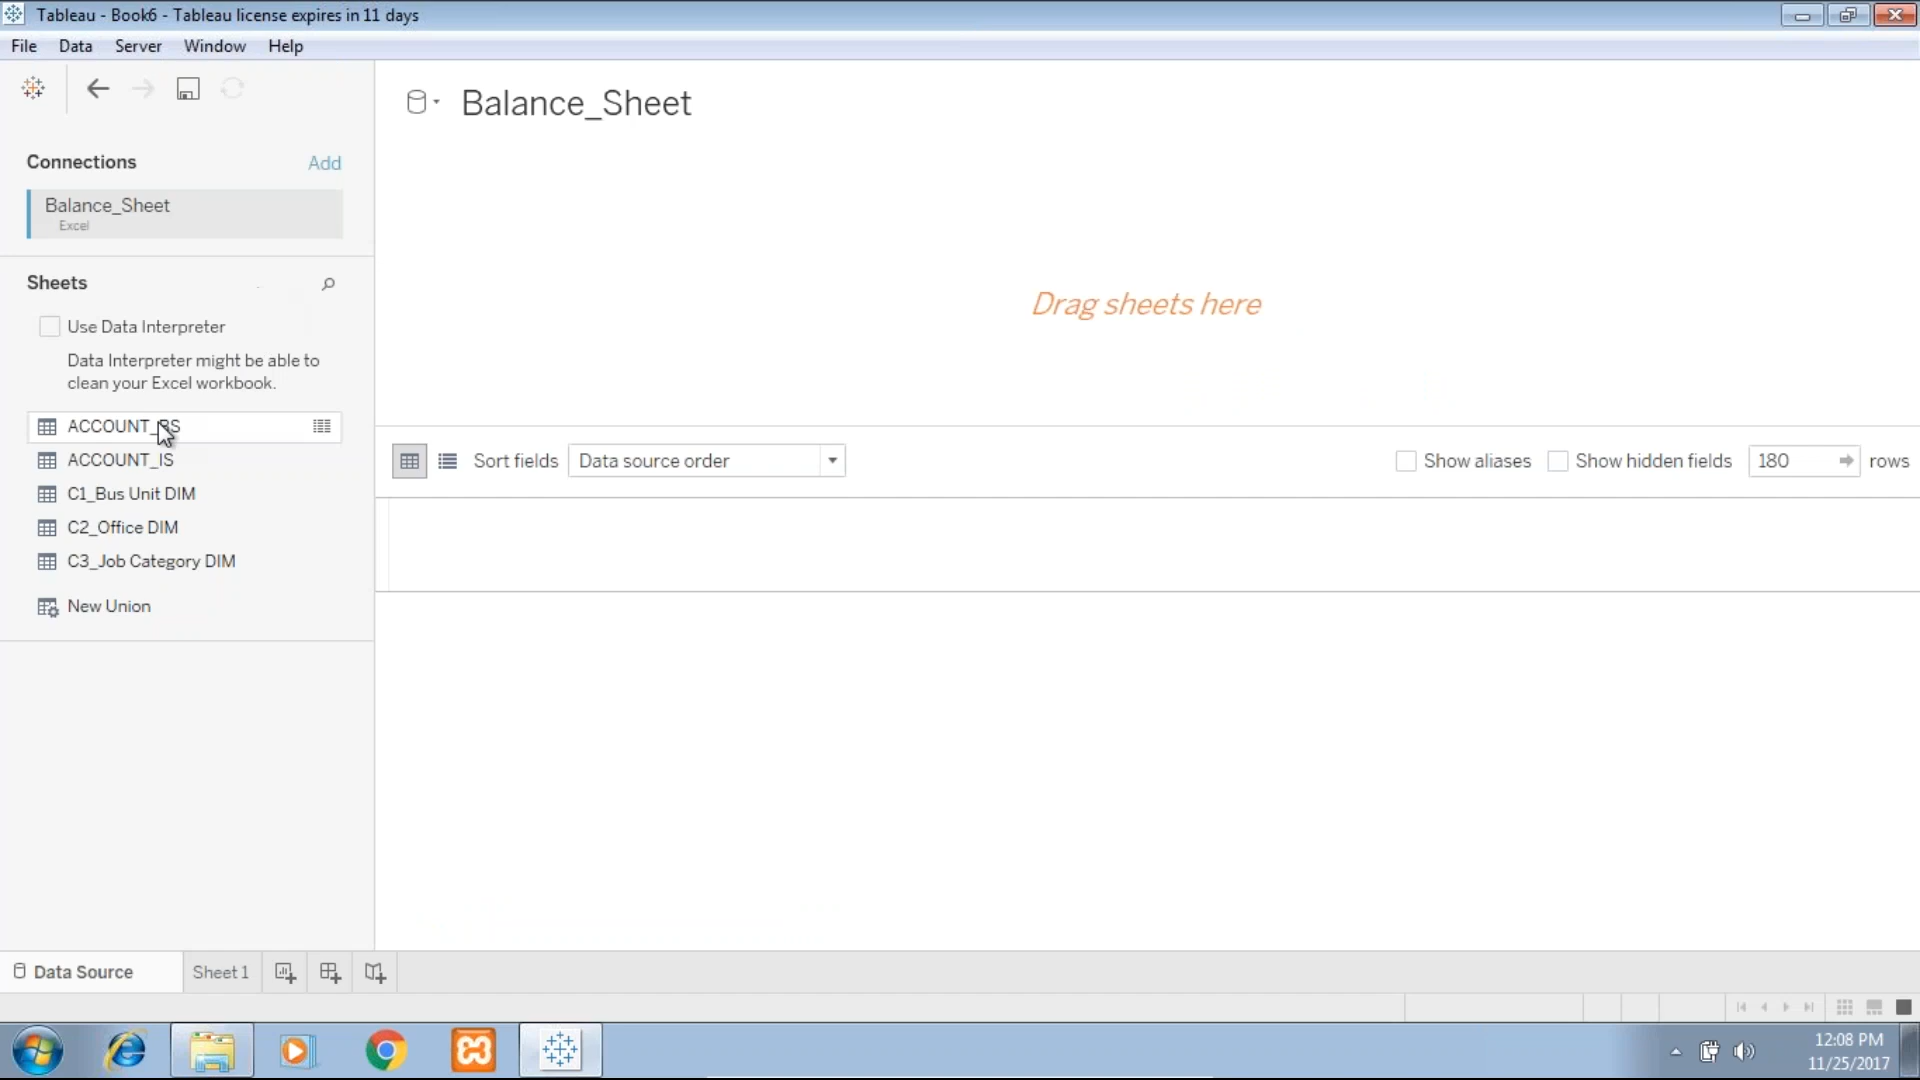 Tableau - Book6 - Tableau license expires in 11 days
File Data Server Window Help
Balance_Sheet
Connections Add
Balance_Sheet
Excel
Drag sheets here
Sheets
Use Data Interpreter
Data Interpreter might be able to
clean your Excel workbook.
ACCOUNT_BS
ACCOUNT_IS
C1_Bus Unit DIM
C2_Office DIM
C3_Job Category DIM
New Union
Sort fields Data source order Show aliases Show hidden fields 180 rows
Data Source Sheet 1
12:08 PM
11/25/2017